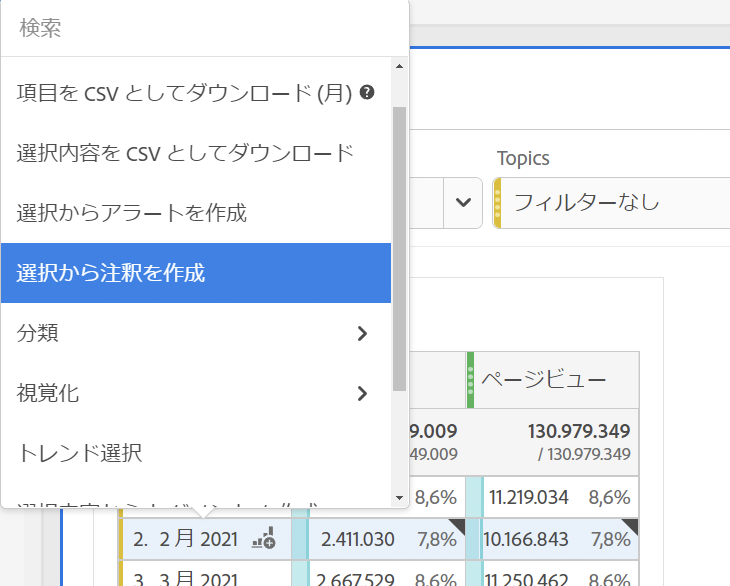 検索
項目を CSV としてダウンロード (月) ?
選択内容を CSV としてダウンロード
選択からアラートを作成
選択から注釈を作成
分類
視覚化
トレンド選択
Topics
フィルターなし
ページビュー
9.009 130.979.349
49.009 / 130.979.349
8,6% 11.219.034 8,6%
2. 2 月 2021 2.411.030 7,8% 10.166.843 7,8%
3. 3 月 2021 2.667.529 8,6% 11.250.462 8,6%